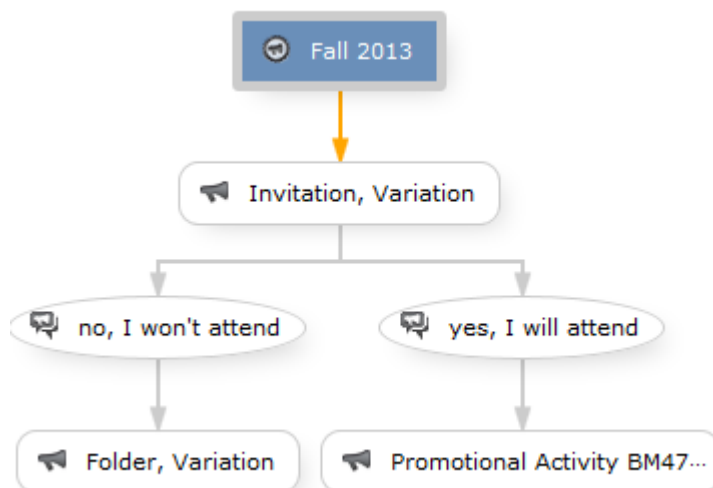 Fall 2013
Invitation, Variation
no, I won't attend
yes, I will attend
Folder, Variation
Promotional Activity BM47...